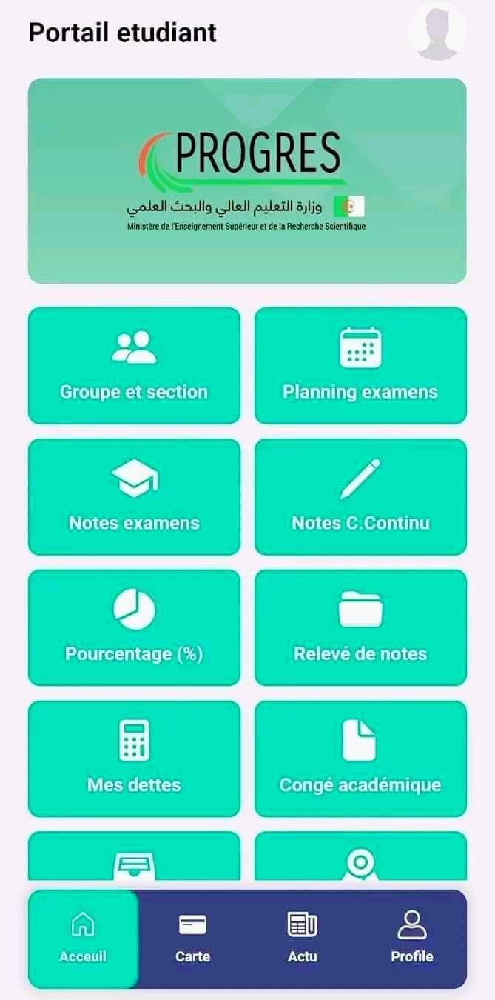 Portail etudiant
PROGRES
وزارة التعليم العالي والبحث العلمي
Ministère de l'Enseignement Supérieur et de la Recherche Scientifique
Groupe et section
Planning examens
Notes examens
Notes C.Continu
Pourcentage (%)
Relevé de notes
Mes dettes
Congé académique
Acceuil
Carte
Actu
Profile